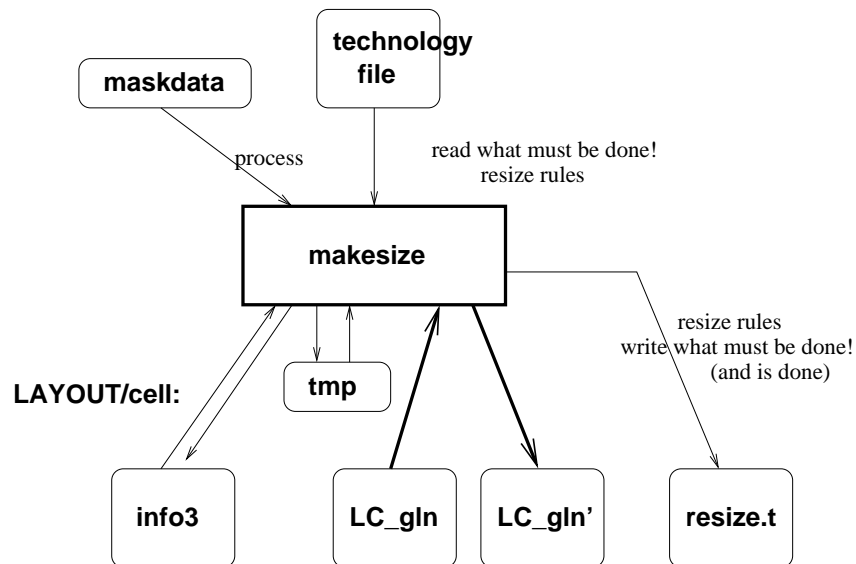 technology
file
maskdata
process
read what must be done!
resize rules
makesize
resize rules
write what must be done!
(and is done)
LAYOUT/cell:
tmp
info3
LC_gln
LC_gln’
resize.t